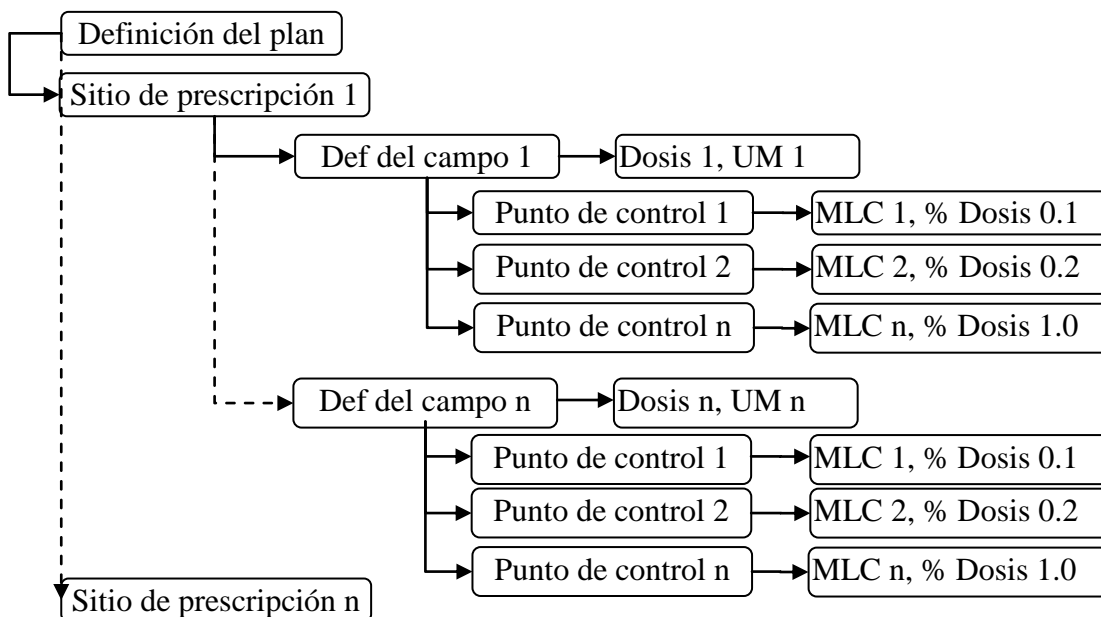 Definición del plan
Sitio de prescripción 1
Def del campo 1
Dosis 1, UM 1
Punto de control 1
MLC 1, % Dosis 0.1
Punto de control 2
MLC 2, % Dosis 0.2
Punto de control n
MLC n, % Dosis 1.0
Def del campo n
Dosis n, UM n
Punto de control 1
MLC 1, % Dosis 0.1
Punto de control 2
MLC 2, % Dosis 0.2
Punto de control n
MLC n, % Dosis 1.0
Sitio de prescripción n